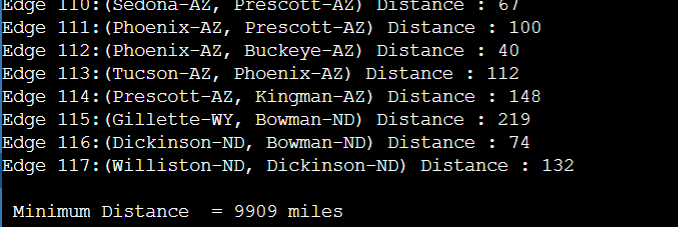 Edge 110:(Sedona-AZ, Prescott-AZ) Distance : 67
Edge 111:(Phoenix-AZ, Prescott-AZ) Distance : 100
Edge 112:(Phoenix-AZ, Buckeye-AZ) Distance : 40
Edge 113:(Tucson-AZ, Phoenix-AZ) Distance : 112
Edge 114:(Prescott-AZ, Kingman-AZ) Distance : 148
Edge 115:(Gillette-WY, Bowman-ND) Distance : 219
Edge 116:(Dickinson-ND, Bowman-ND) Distance : 74
Edge 117:(Williston-ND, Dickinson-ND) Distance : 132
Minimum Distance  = 9909 miles